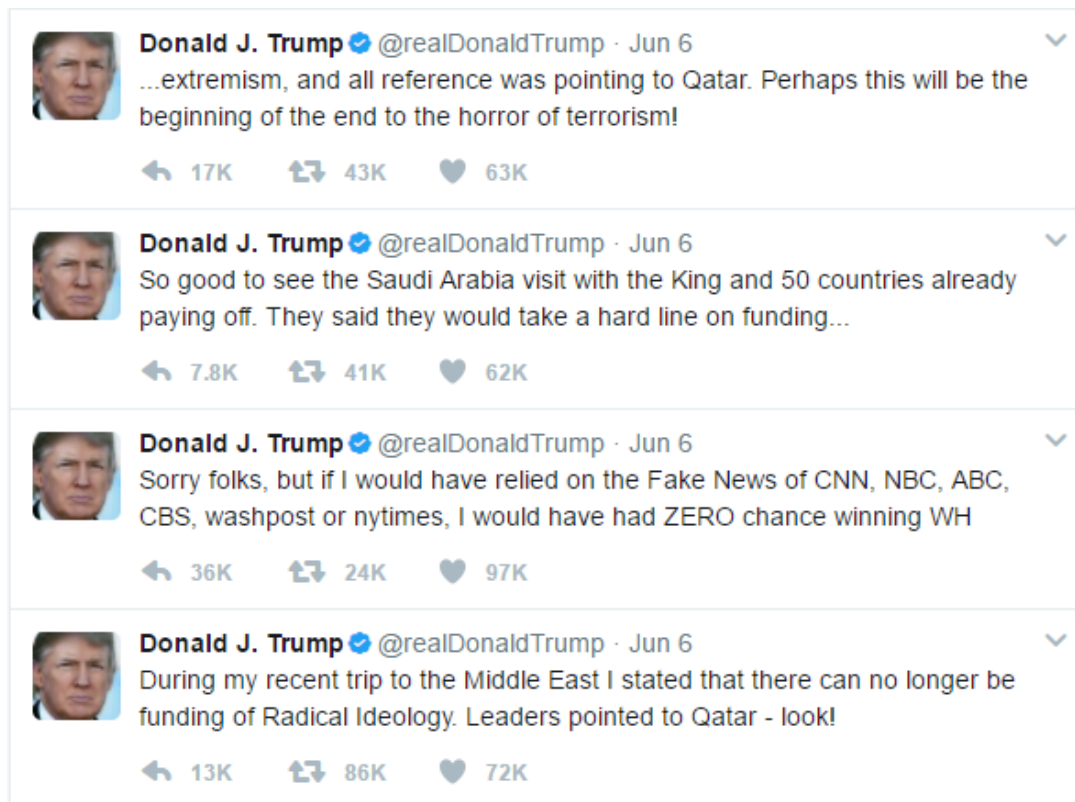 Donald J. Trump @realDonaldTrump · Jun 6
...extremism, and all reference was pointing to Qatar. Perhaps this will be the
beginning of the end to the horror of terrorism!
17K 43K 63K
Donald J. Trump @realDonaldTrump · Jun 6
So good to see the Saudi Arabia visit with the King and 50 countries already
paying off. They said they would take a hard line on funding...
7.8K 41K 62K
Donald J. Trump @realDonaldTrump · Jun 6
Sorry folks, but if I would have relied on the Fake News of CNN, NBC, ABC,
CBS, washpost or nytimes, I would have had ZERO chance winning WH
36K 24K 97K
Donald J. Trump @realDonaldTrump · Jun 6
During my recent trip to the Middle East I stated that there can no longer be
funding of Radical Ideology. Leaders pointed to Qatar - look!
13K 86K 72K